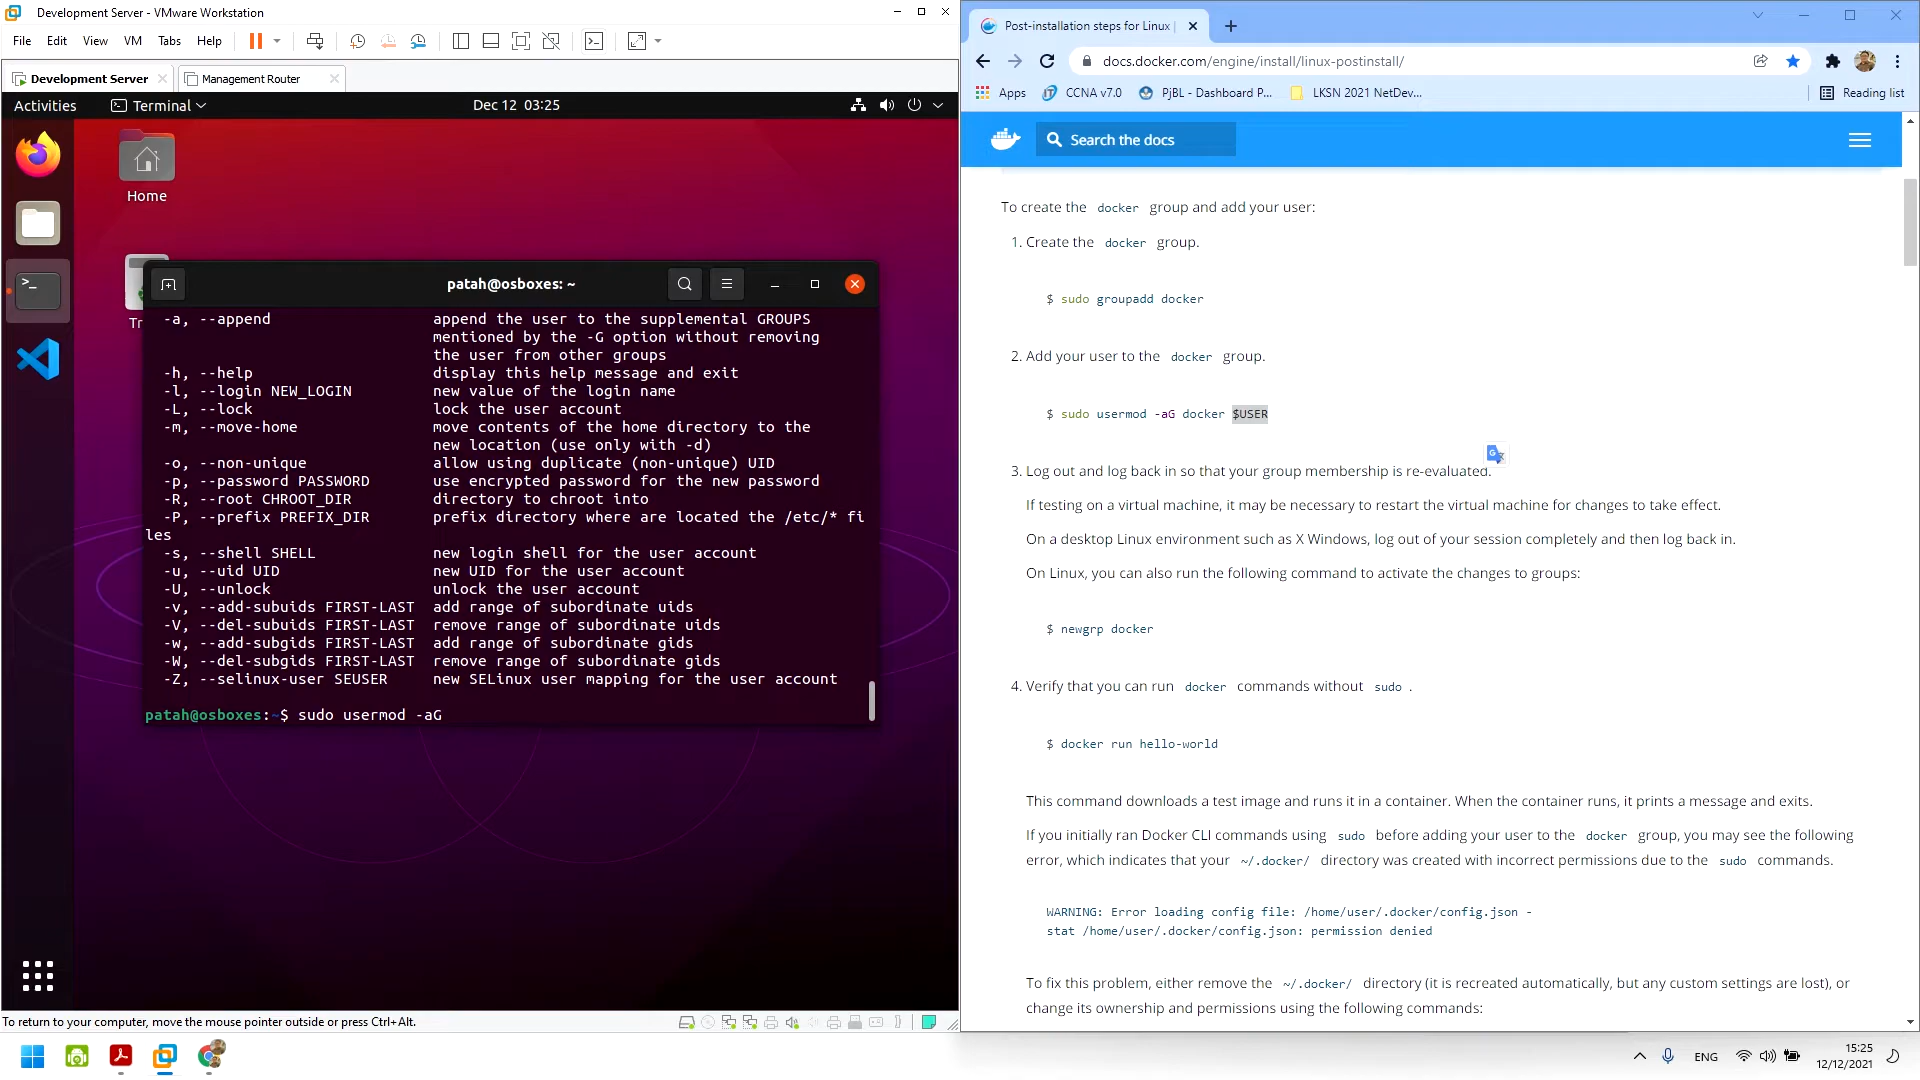 Development Server - VMware Workstation
File Edit View VM Tabs Help
Development Server
Management Router
Activities
Terminal
Dec 12 03:25
Home
Tr
patah@osboxes: ~
-a, --append append the user to the supplemental GROUPS
mentioned by the -G option without removing
the user from other groups
-h, --help display this help message and exit
-l, --login NEW_LOGIN new value of the login name
-L, --lock lock the user account
-m, --move-home move contents of the home directory to the
new location (use only with -d)
-o, --non-unique allow using duplicate (non-unique) UID
-p, --password PASSWORD use encrypted password for the new password
-R, --root CHROOT_DIR directory to chroot into
-P, --prefix PREFIX_DIR prefix directory where are located the /etc/* fi
les
-s, --shell SHELL new login shell for the user account
-u, --uid UID new UID for the user account
-U, --unlock unlock the user account
-v, --add-subuids FIRST-LAST add range of subordinate uids
-V, --del-subuids FIRST-LAST remove range of subordinate uids
-w, --add-subgids FIRST-LAST add range of subordinate gids
-W, --del-subgids FIRST-LAST remove range of subordinate gids
-Z, --selinux-user SEUSER new SELinux user mapping for the user account
patah@osboxes:~$ sudo usermod -aG
To return to your computer, move the mouse pointer outside or press Ctrl+Alt.
Post-installation steps for Linux
docs.docker.com/engine/install/linux-postinstall/
Apps CCNA v7.0 PjBL - Dashboard P... LKSN 2021 NetDev... Reading list
Search the docs
To create the docker group and add your user:
1. Create the docker group.
$ sudo groupadd docker
2. Add your user to the docker group.
$ sudo usermod -aG docker $USER
3. Log out and log back in so that your group membership is re-evaluated.
If testing on a virtual machine, it may be necessary to restart the virtual machine for changes to take effect.
On a desktop Linux environment such as X Windows, log out of your session completely and then log back in.
On Linux, you can also run the following command to activate the changes to groups:
$ newgrp docker
4. Verify that you can run docker commands without sudo .
$ docker run hello-world
This command downloads a test image and runs it in a container. When the container runs, it prints a message and exits.
If you initially ran Docker CLI commands using sudo before adding your user to the docker group, you may see the following
error, which indicates that your ~/.docker/ directory was created with incorrect permissions due to the sudo commands.
WARNING: Error loading config file: /home/user/.docker/config.json -
stat /home/user/.docker/config.json: permission denied
To fix this problem, either remove the ~/.docker/ directory (it is recreated automatically, but any custom settings are lost), or
change its ownership and permissions using the following commands:
ENG
15:25
12/12/2021